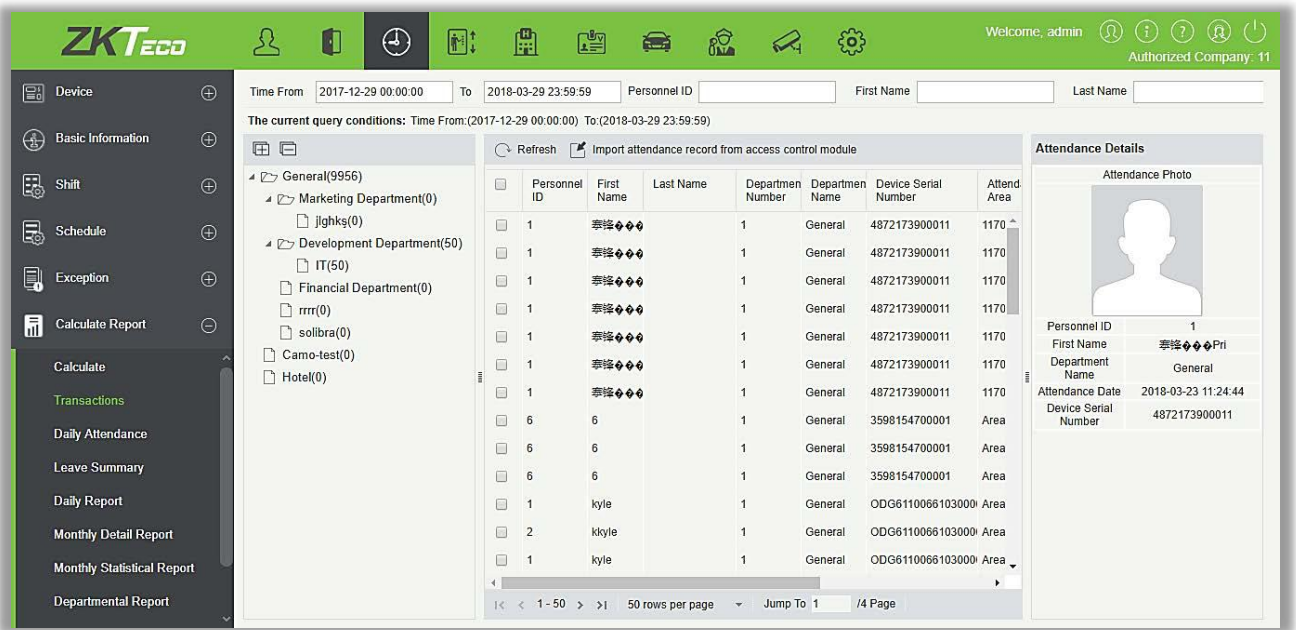 ZKTeco
Welcome, admin
Authorized Company: 11
Device
Basic Information
Shift
Schedule
Exception
Calculate Report
Calculate
Transactions
Daily Attendance
Leave Summary
Daily Report
Monthly Detail Report
Monthly Statistical Report
Departmental Report
Time From 2017-12-29 00:00:00 To 2018-03-29 23:59:59 Personnel ID First Name Last Name
The current query conditions: Time From:(2017-12-29 00:00:00) To:(2018-03-29 23:59:59)
General(9956)
Marketing Department(0)
jlghkş(0)
Development Department(50)
IT(50)
Financial Department(0)
rrrr(0)
solibra(0)
Camo-test(0)
Hotel(0)
Refresh Import attendance record from access control module
Personnel ID First Name Last Name Departmen Number Departmen Name Device Serial Number Attend Area
1 ��� 1 General 4872173900011 1170
1 ��� 1 General 4872173900011 1170
1 ��� 1 General 4872173900011 1170
1 ��� 1 General 4872173900011 1170
1 ��� 1 General 4872173900011 1170
1 ��� 1 General 4872173900011 1170
1 ��� 1 General 4872173900011 1170
6 6 1 General 3598154700001 Area
6 6 1 General 3598154700001 Area
6 6 1 General 3598154700001 Area
1 kyle 1 General Area
2 kkyle 1 General Area
1 kyle 1 General Area
1 - 50 50 rows per page Jump To 1 /4 Page
Attendance Details
Attendance Photo
Personnel ID 1
First Name ���Pri
Department Name General
Attendance Date 2018-03-23 11:24:44
Device Serial Number 4872173900011